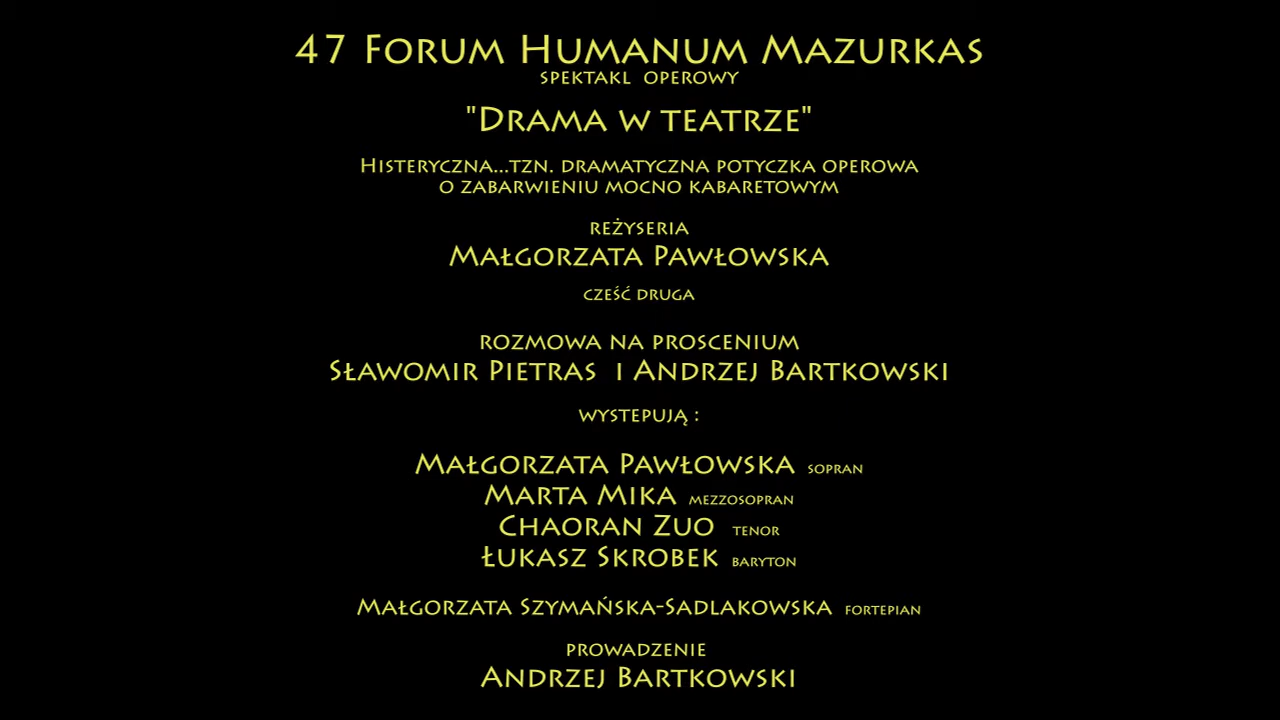 47 Forum Humanum Mazurkas
spektakl operowy
"Drama w teatrze"
Histeryczna...tzn. dramatyczna potyczka operowa
o zabarwieniu mocno kabaretowym
reżyseria
Małgorzata Pawłowska
cześć druga
rozmowa na proscenium
Sławomir Pietras i Andrzej Bartkowski
wystepują :
Małgorzata Pawłowska sopran
Marta Mika mezzosopran
Chaoran Zuo tenor
Łukasz Skrobek baryton
Małgorzata Szymańska-Sadlakowska fortepian
prowadzenie
Andrzej Bartkowski